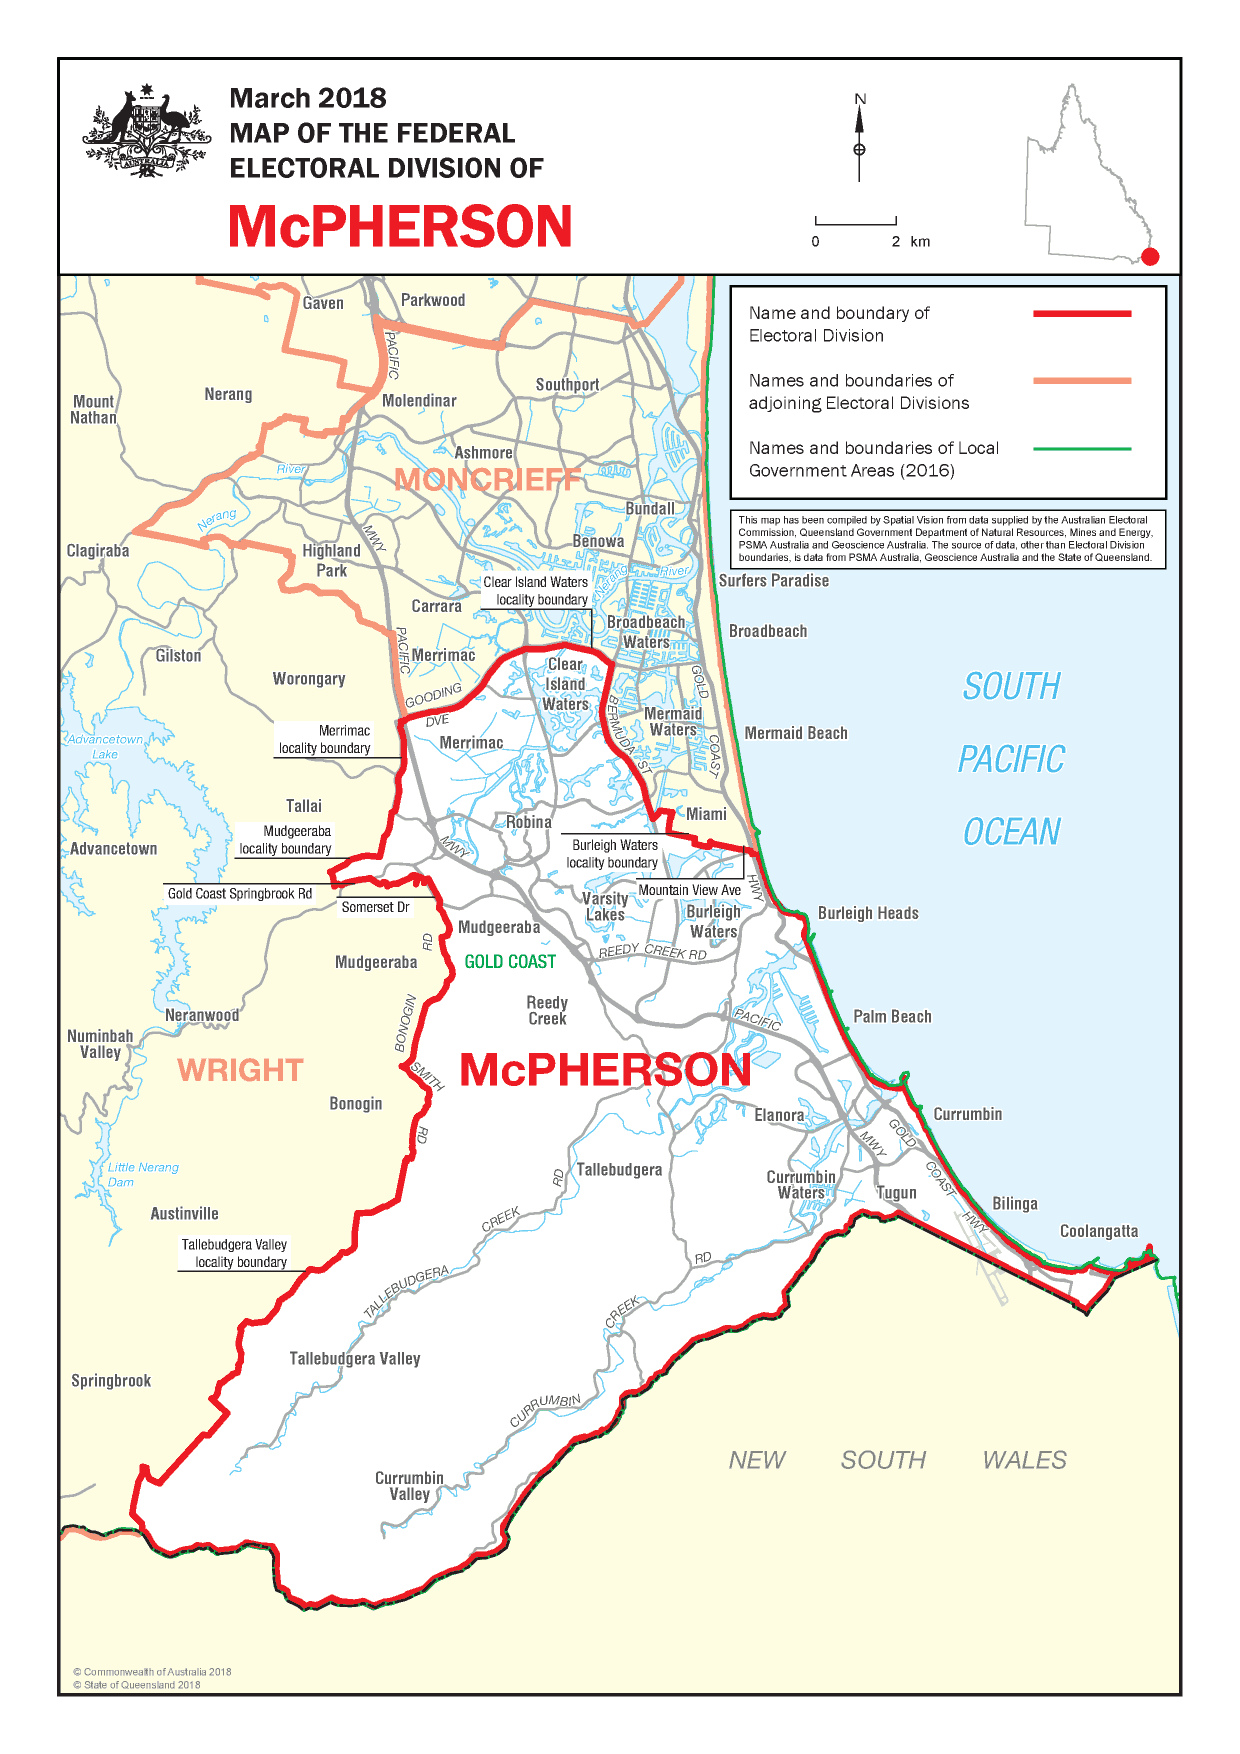 March 2018
MAP OF THE FEDERAL
ELECTORAL DIVISION OF
McPHERSON
AUSTRALIA
N
0 2 km
Name and boundary of
Electoral Division
Names and boundaries of
adjoining Electoral Divisions
Names and boundaries of Local
Government Areas (2016)
This map has been compiled by Spatial Vision from data supplied by the Australian Electoral
Commission, Queensland Government Department of Natural Resources, Mines and Energy,
PSMA Australia and Geoscience Australia. The source of data, other than Electoral Division
boundaries, is data from PSMA Australia, Geoscience Australia and the State of Queensland.
Gaven
Parkwood
PACIFIC
Southport
Nerang
Mount
Nathan
Molendinar
Ashmore
River
MONCRIEFF
Bundall
Nerang
MWY
Benowa
Clagiraba
Highland
Park
Clear Island Waters
locality boundary
Nerang River
Surfers Paradise
Carrara
Broadbeach
Waters
Broadbeach
PACIFIC
Gilston
Merrimac
Clear
Island
Waters
Worongary
GOODING
DVE
GOLD
COAST
SOUTH
PACIFIC
OCEAN
BERMUDA ST
Mermaid
Waters
Mermaid Beach
Merrimac
locality boundary
Merrimac
Advancetown
Lake
Tallai
Miami
Robina
Mudgeeraba
locality boundary
MWY
Burleigh Waters
locality boundary
Advancetown
Gold Coast Springbrook Rd
Somerset Dr
Mountain View Ave
HWY
Varsity
Lakes
Burleigh
Waters
Burleigh Heads
Mudgeeraba
RD
REEDY CREEK RD
Mudgeeraba
GOLD COAST
Reedy
Creek
BONOGIN
Neranwood
PACIFIC
Palm Beach
Numinbah
Valley
WRIGHT
McPHERSON
SMITH
Bonogin
RD
Elanora
Currumbin
MWY
GOLD
COAST
HWY
Little Nerang
Dam
Tallebudgera
RD
Currumbin
Waters
Tugun
Bilinga
Austinville
CREEK
Coolangatta
Tallebudgera Valley
locality boundary
TALLEBUDGERA
RD
CREEK
Tallebudgera Valley
Springbrook
CURRUMBIN
NEW SOUTH WALES
Currumbin
Valley
© Commonwealth of Australia 2018
© State of Queensland 2018